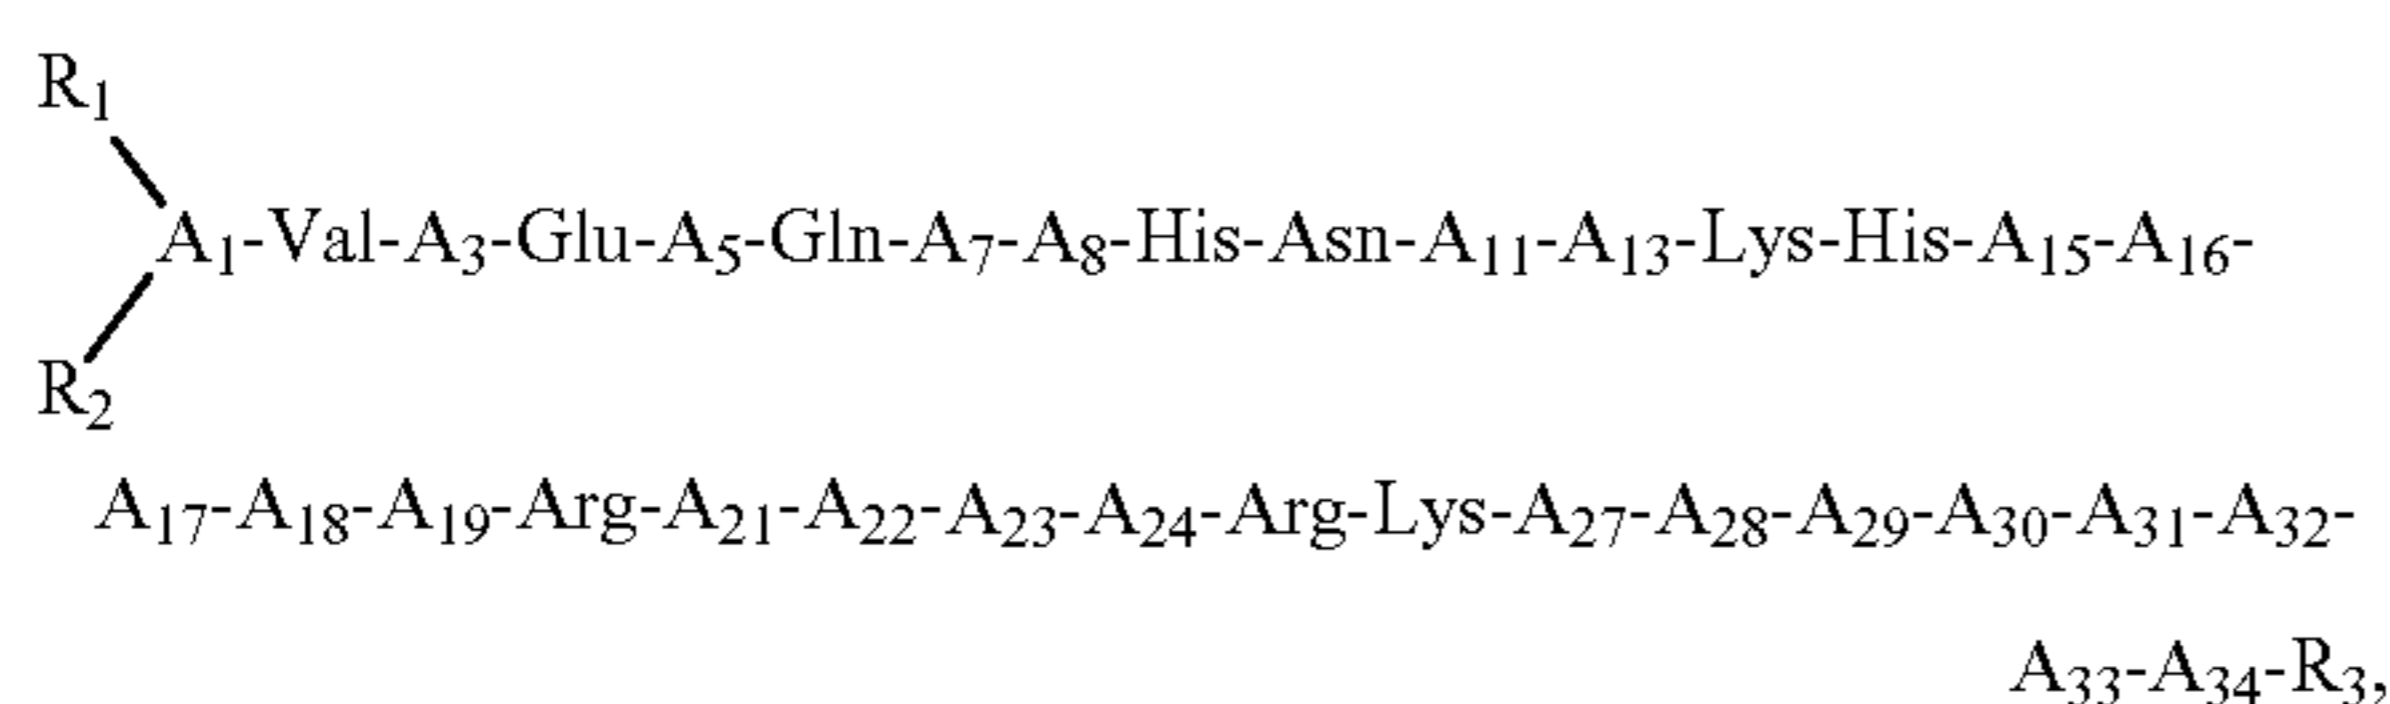 R₁
A₁-Val-A₃-Glu-A₅-Gln-A₇-A₈-His-Asn-A₁₁-A₁₃-Lys-His-A₁₅-A₁₆-
R₂
A₁₇-A₁₈-A₁₉-Arg-A₂₁-A₂₂-A₂₃-A₂₄-Arg-Lys-A₂₇-A₂₈-A₂₉-A₃₀-A₃₁-A₃₂-
A₃₃-A₃₄-R₃,